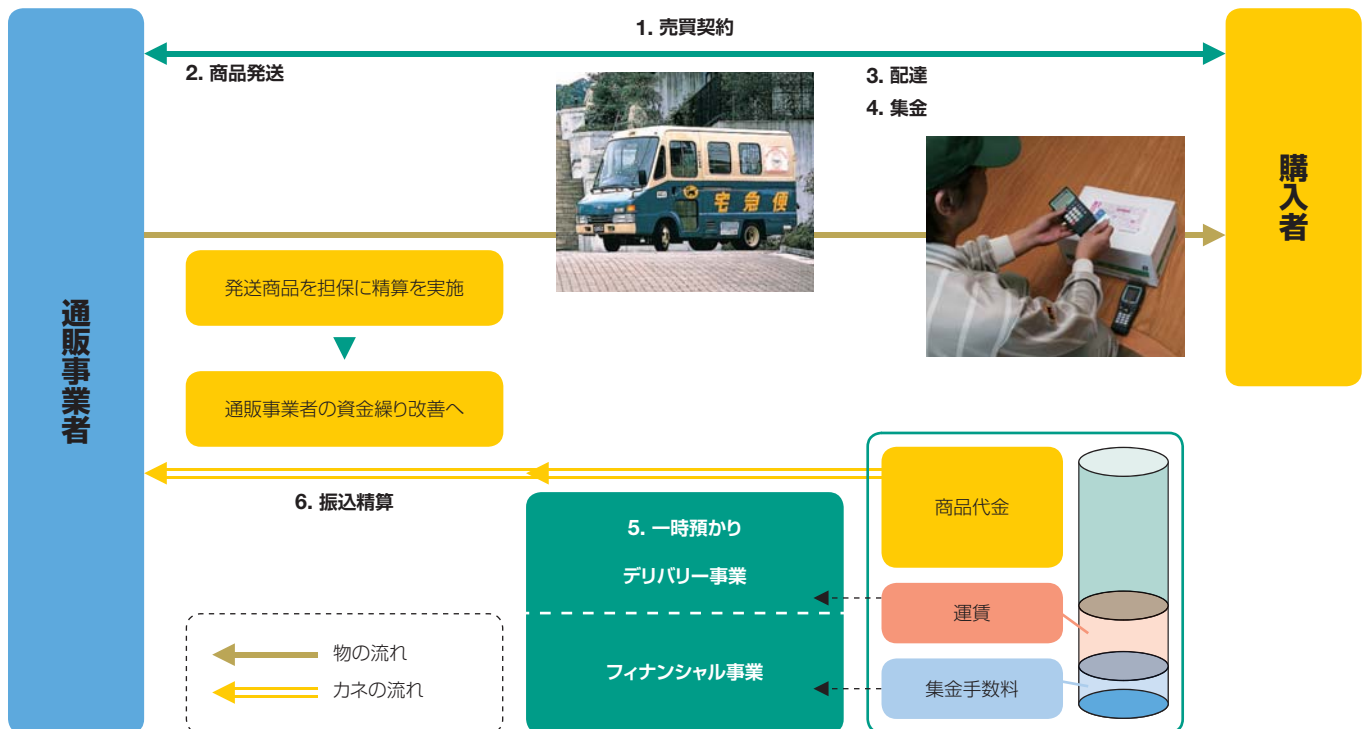 1. 売買契約
2. 商品発送
3. 配達
4. 集金
宅急便
通販事業者
購入者
発送商品を担保に精算を実施
通販事業者の資金繰り改善へ
6. 振込精算
5. 一時預かり
デリバリー事業
フィナンシャル事業
商品代金
運賃
集金手数料
物の流れ
カネの流れ